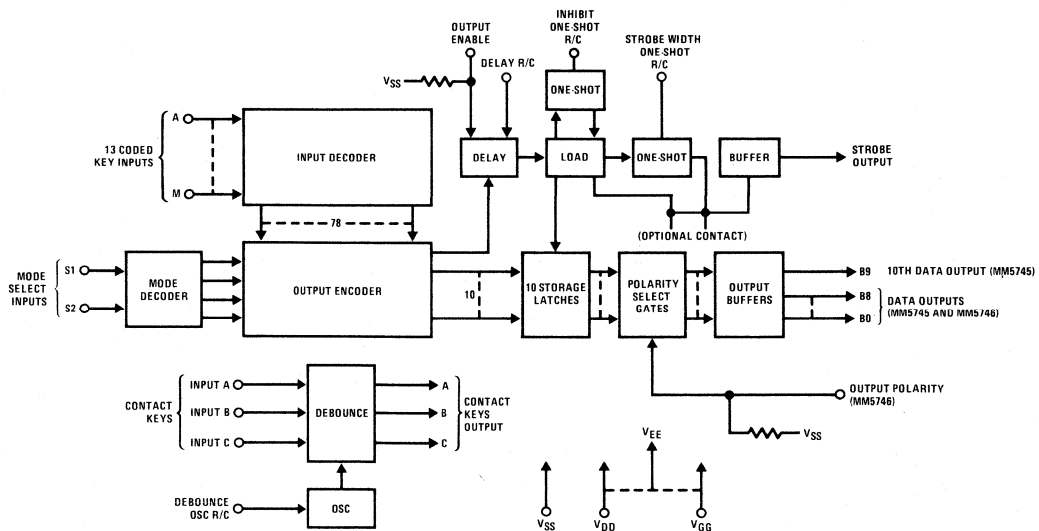 OUTPUT
ENABLE
INHIBIT
ONE-SHOT
R/C
STROBE WIDTH
ONE-SHOT
R/C
DELAY R/C
VSS
ONE-SHOT
A
13 CODED
KEY INPUTS
M
INPUT DECODER
DELAY
LOAD
ONE-SHOT
BUFFER
STROBE
OUTPUT
78
(OPTIONAL CONTACT)
MODE
SELECT
INPUTS
S1
S2
MODE
DECODER
OUTPUT ENCODER
10
10 STORAGE
LATCHES
POLARITY
SELECT
GATES
OUTPUT
BUFFERS
B9
10TH DATA OUTPUT (MM5745)
B8
B0
DATA OUTPUTS
(MM5745 AND MM5746)
CONTACT
KEYS
INPUT A
INPUT B
INPUT C
DEBOUNCE
A
B
C
CONTACT
KEYS
OUTPUT
OUTPUT POLARITY
(MM5746)
VSS
VEE
DEBOUNCE
OSC R/C
OSC
VSS
VDD
VGG